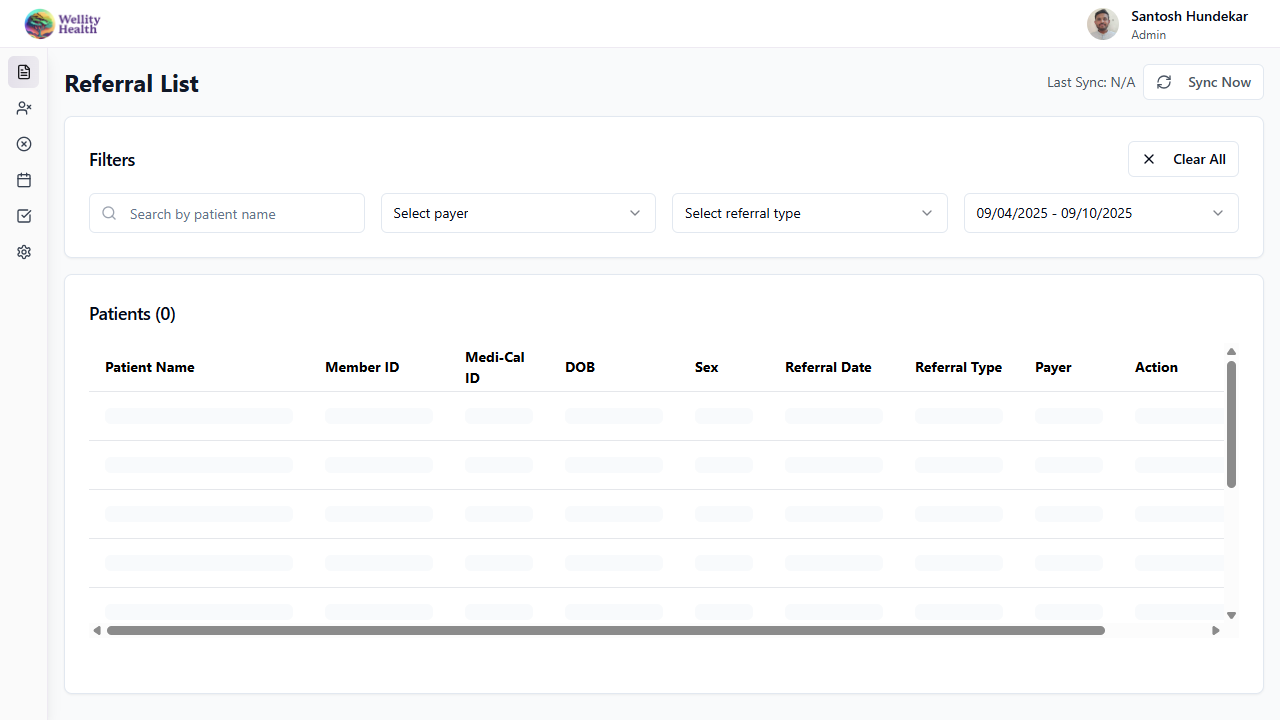 Wellity
Health
Santosh Hundekar
Admin
Referral List
Last Sync: N/A
Sync Now
Filters
Clear All
Search by patient name
Select payer
Select referral type
09/04/2025 - 09/10/2025
Patients (0)
Patient Name
Member ID
Medi-Cal
ID
DOB
Sex
Referral Date
Referral Type
Payer
Action